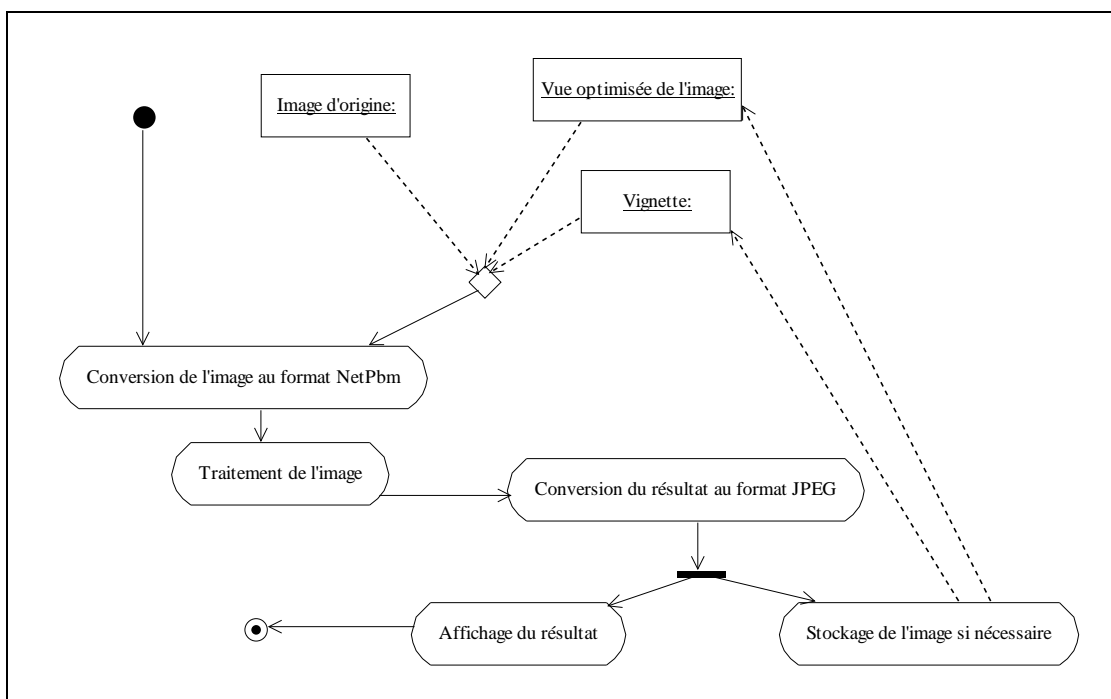 Vue optimisée de l'image:
Image d'origine:
Vignette:
Conversion de l'image au format NetPbm
Traitement de l'image
Conversion du résultat au format JPEG
Affichage du résultat
Stockage de l'image si nécessaire